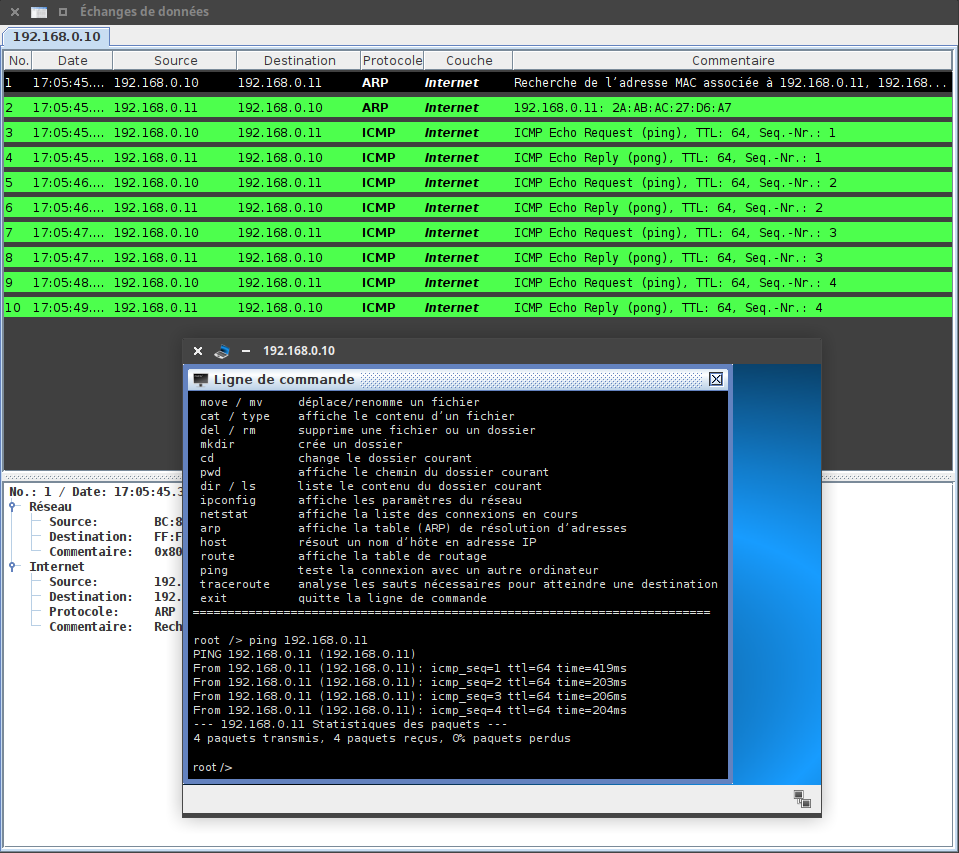 Échanges de données
192.168.0.10
No. Date Source Destination Protocole Couche Commentaire
1 17:05:45.... 192.168.0.10 192.168.0.11 ARP Internet Recherche de l'adresse MAC associée à 192.168.0.11, 192.168...
2 17:05:45.... 192.168.0.11 192.168.0.10 ARP Internet 192.168.0.11: 2A:AB:AC:27:D6:A7
3 17:05:45.... 192.168.0.10 192.168.0.11 ICMP Internet ICMP Echo Request (ping), TTL: 64, Seq.-Nr.: 1
4 17:05:45.... 192.168.0.11 192.168.0.10 ICMP Internet ICMP Echo Reply (pong), TTL: 64, Seq.-Nr.: 1
5 17:05:46.... 192.168.0.10 192.168.0.11 ICMP Internet ICMP Echo Request (ping), TTL: 64, Seq.-Nr.: 2
6 17:05:46.... 192.168.0.11 192.168.0.10 ICMP Internet ICMP Echo Reply (pong), TTL: 64, Seq.-Nr.: 2
7 17:05:47.... 192.168.0.10 192.168.0.11 ICMP Internet ICMP Echo Request (ping), TTL: 64, Seq.-Nr.: 3
8 17:05:47.... 192.168.0.11 192.168.0.10 ICMP Internet ICMP Echo Reply (pong), TTL: 64, Seq.-Nr.: 3
9 17:05:48.... 192.168.0.10 192.168.0.11 ICMP Internet ICMP Echo Request (ping), TTL: 64, Seq.-Nr.: 4
10 17:05:49.... 192.168.0.11 192.168.0.10 ICMP Internet ICMP Echo Reply (pong), TTL: 64, Seq.-Nr.: 4
No.: 1 / Date: 17:05:45.3
Réseau
Source: BC:8
Destination: FF:F
Commentaire: 0x80
Internet
Source: 192.
Destination: 192.
Protocole: ARP
Commentaire: Rech
192.168.0.10
Ligne de commande
move / mv déplace/renomme un fichier
cat / type affiche le contenu d'un fichier
del / rm supprime une fichier ou un dossier
mkdir crée un dossier
cd change le dossier courant
pwd affiche le chemin du dossier courant
dir / ls liste le contenu du dossier courant
ipconfig affiche les paramètres du réseau
netstat affiche la liste des connexions en cours
arp affiche la table (ARP) de résolution d'adresses
host résout un nom d'hôte en adresse IP
route affiche la table de routage
ping teste la connexion avec un autre ordinateur
traceroute analyse les sauts nécessaires pour atteindre une destination
exit quitte la ligne de commande
==========================================================================
root /> ping 192.168.0.11
PING 192.168.0.11 (192.168.0.11)
From 192.168.0.11 (192.168.0.11): icmp_seq=1 ttl=64 time=419ms
From 192.168.0.11 (192.168.0.11): icmp_seq=2 ttl=64 time=203ms
From 192.168.0.11 (192.168.0.11): icmp_seq=3 ttl=64 time=206ms
From 192.168.0.11 (192.168.0.11): icmp_seq=4 ttl=64 time=204ms
--- 192.168.0.11 Statistiques des paquets ---
4 paquets transmis, 4 paquets reçus, 0% paquets perdus
root />